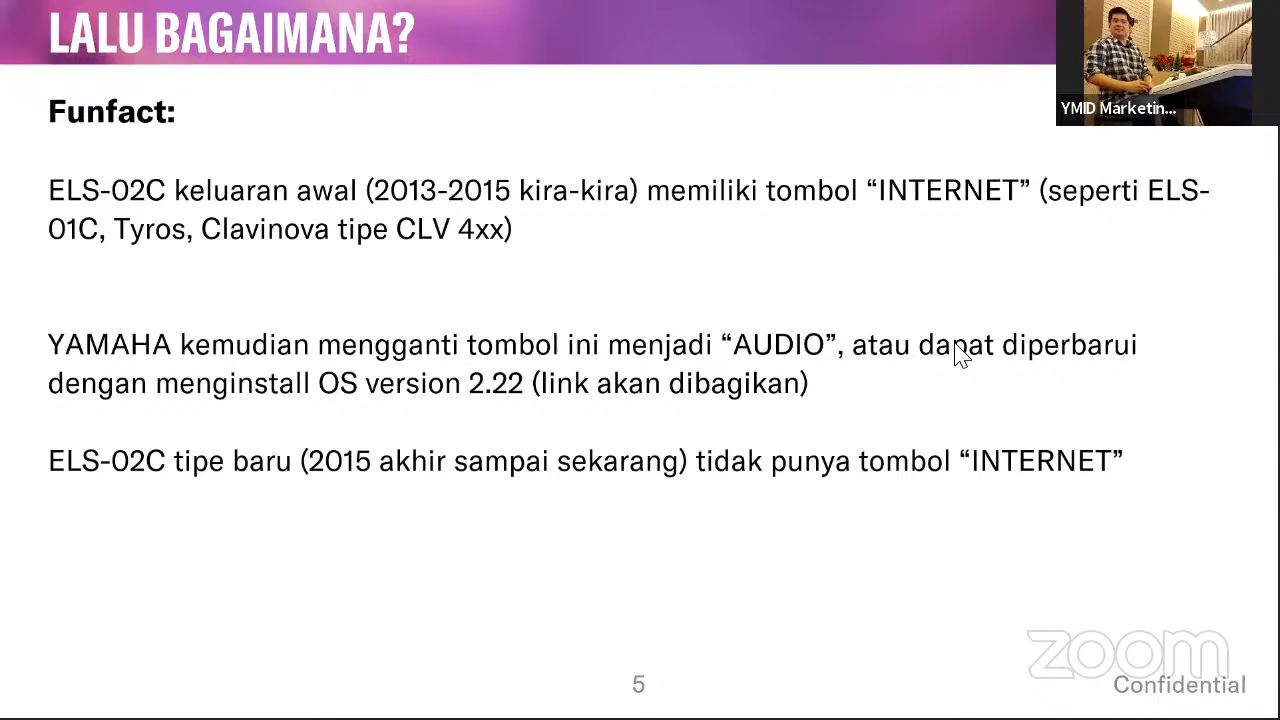 LALU BAGAIMANA?
YMID Marketin...
Funfact:
ELS-02C keluaran awal (2013-2015 kira-kira) memiliki tombol “INTERNET” (seperti ELS-
01C, Tyros, Clavinova tipe CLV 4xx)
YAMAHA kemudian mengganti tombol ini menjadi “AUDIO”, atau dapat diperbarui
dengan menginstall OS version 2.22 (link akan dibagikan)
ELS-02C tipe baru (2015 akhir sampai sekarang) tidak punya tombol “INTERNET”
zoom
5
Confidential